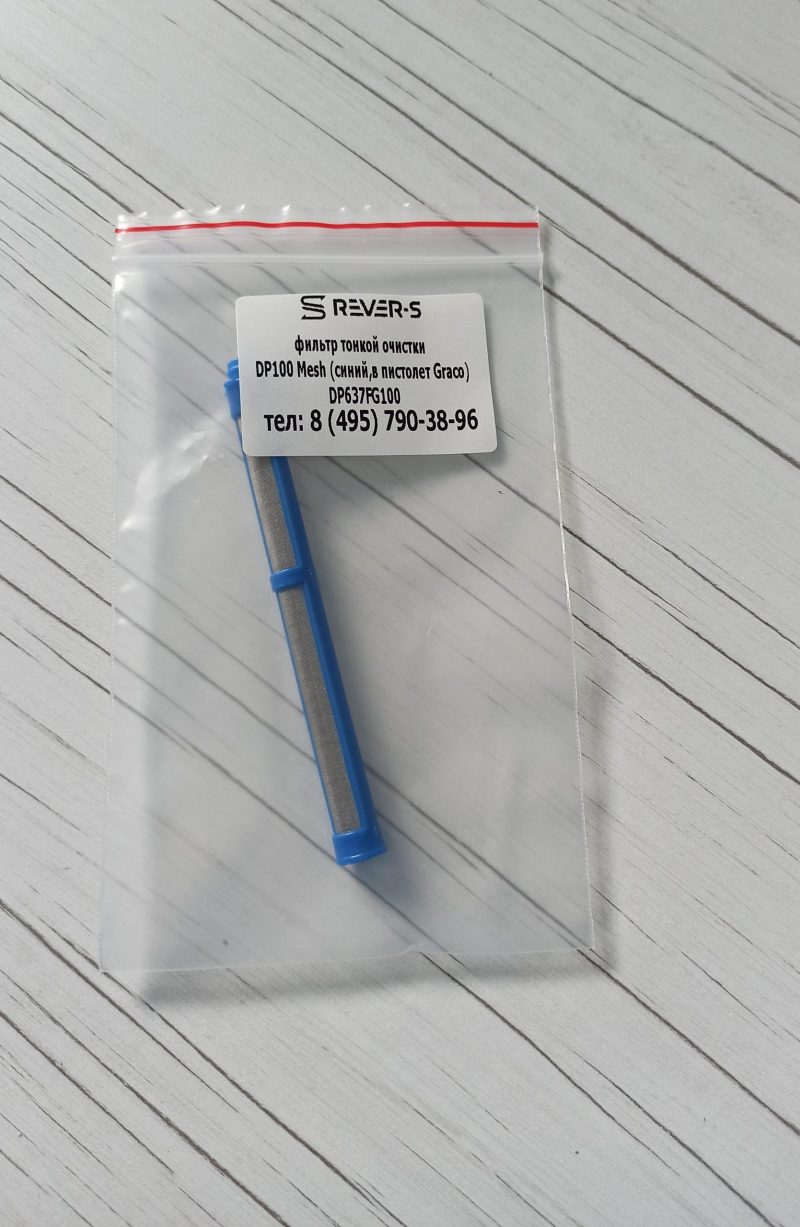 REVER-S
фильтр тонкой очистки
DP100 Mesh (синий,в пистолет Graco)
DP637FG100
тел: 8 (495) 790-38-96